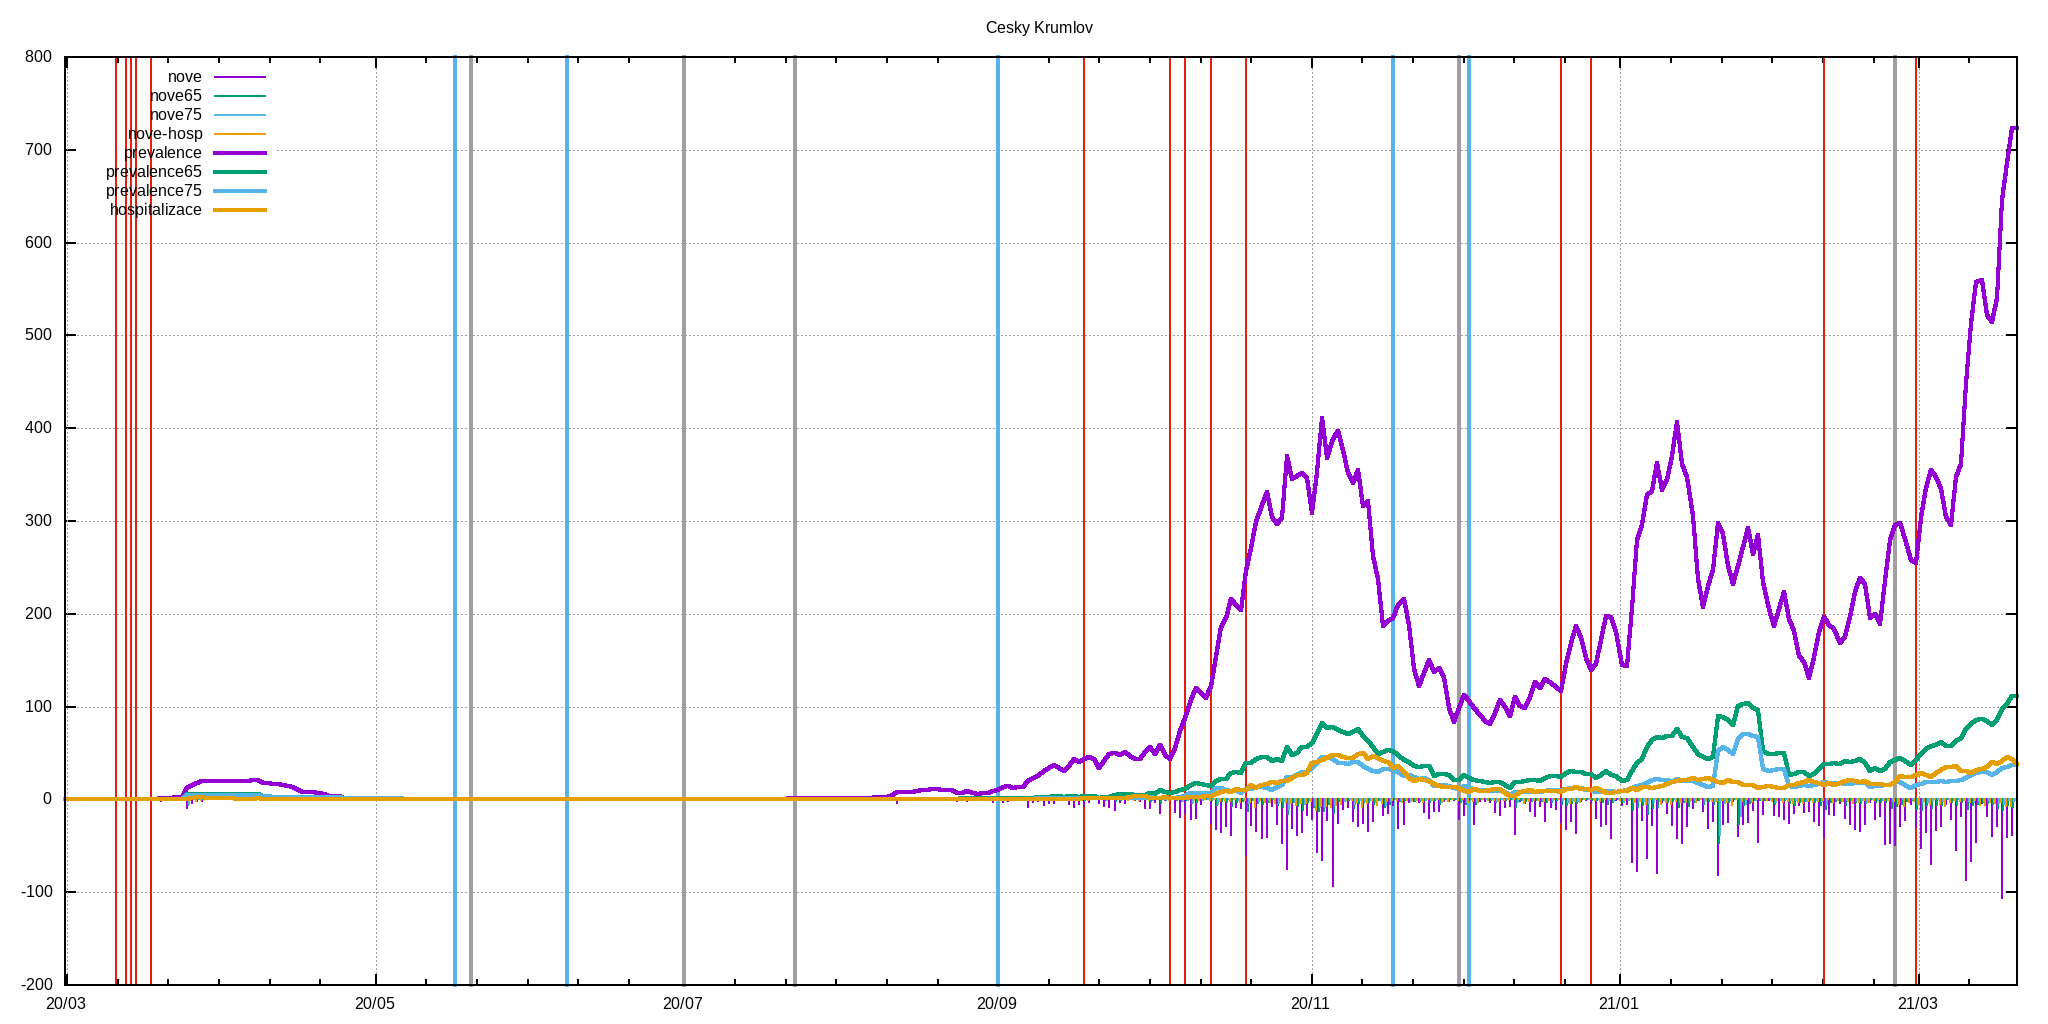 Cesky Krumlov
800
700
600
500
400
300
200
100
0
-100
-200
nove
nove65
nove75
nove-hosp
prevalence
prevalence65
prevalence75
hospitalizace
20/03 20/05 20/07 20/09 20/11 21/01 21/03